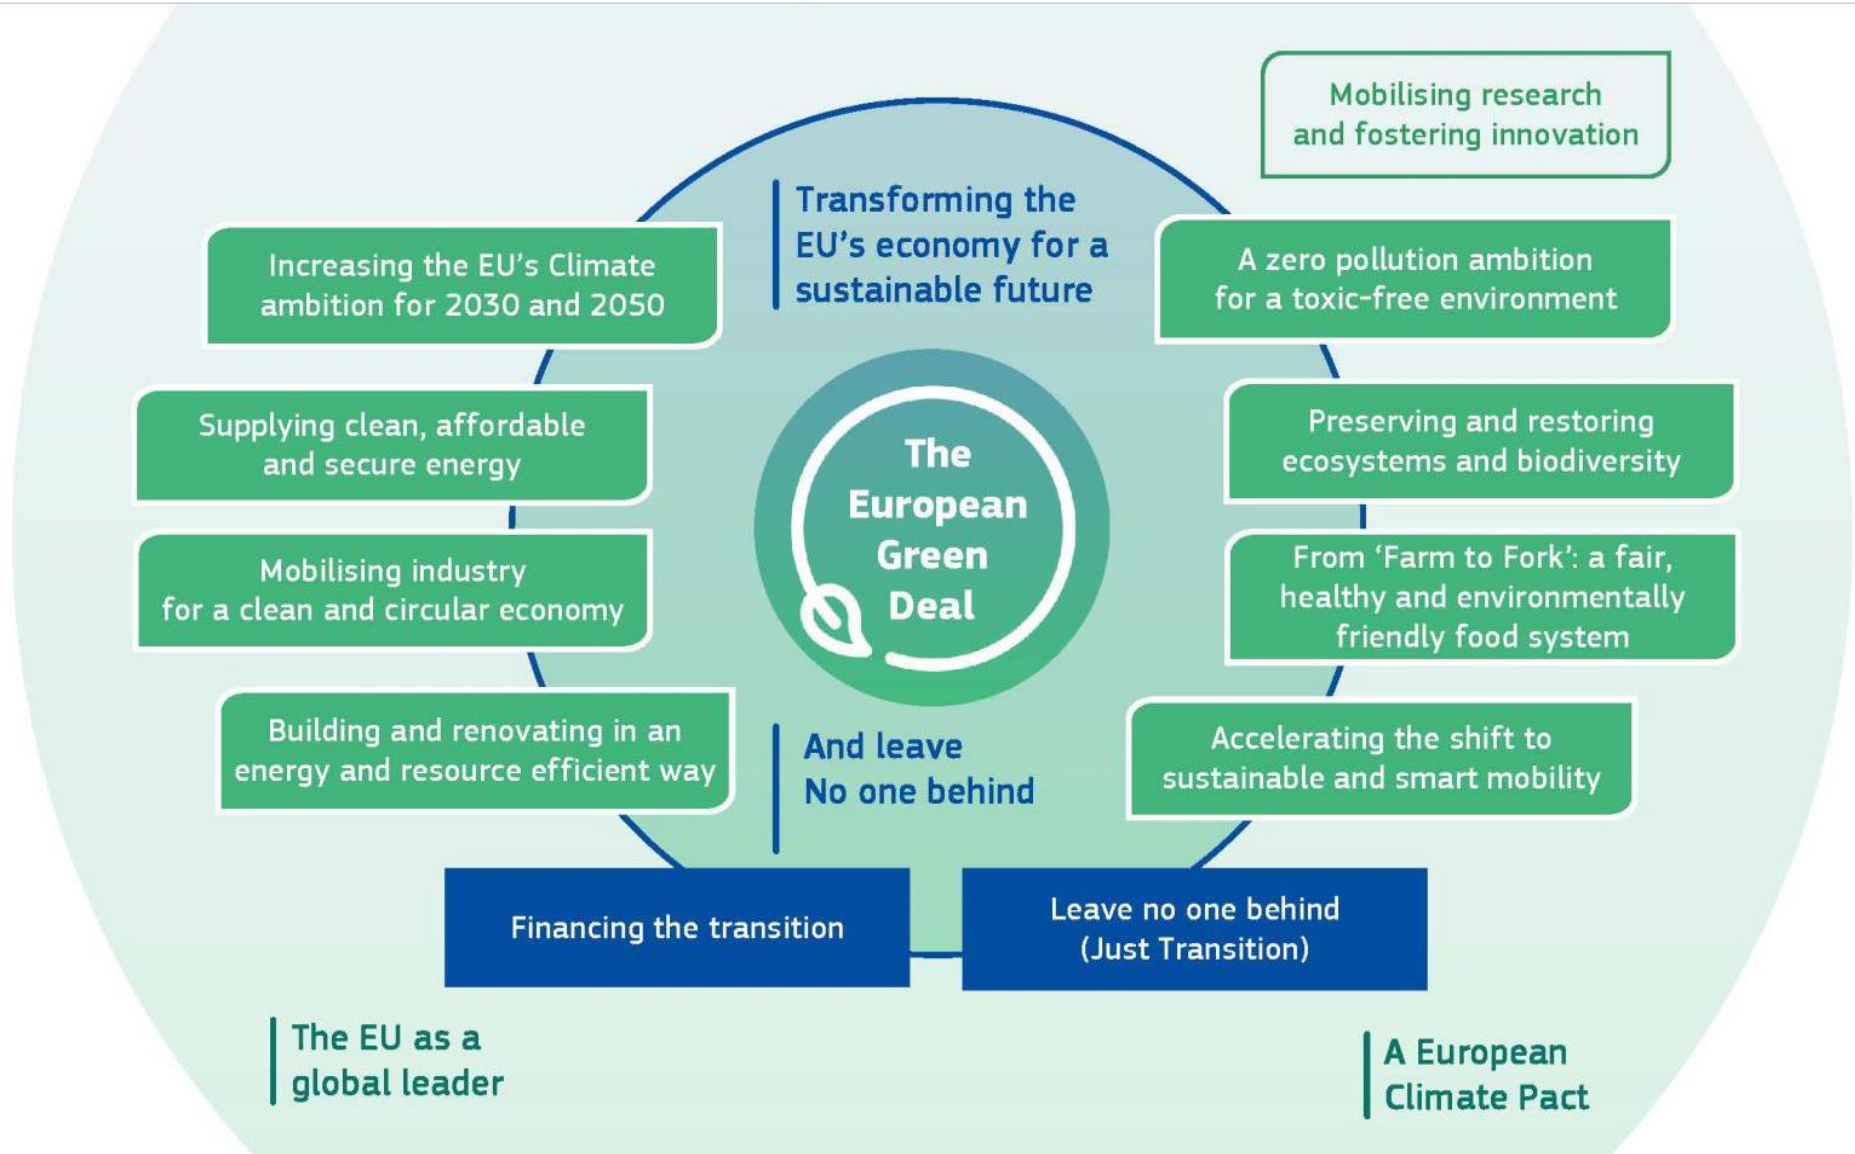 Mobilising research
and fostering innovation
Transforming the
EU's economy for a
sustainable future
Increasing the EU's Climate
ambition for 2030 and 2050
A zero pollution ambition
for a toxic-free environment
Supplying clean, affordable
and secure energy
The
European
Green
Deal
Preserving and restoring
ecosystems and biodiversity
Mobilising industry
for a clean and circular economy
From ‘Farm to Fork’: a fair,
healthy and environmentally
friendly food system
Building and renovating in an
energy and resource efficient way
And leave
No one behind
Accelerating the shift to
sustainable and smart mobility
Financing the transition
Leave no one behind
(Just Transition)
The EU as a
global leader
A European
Climate Pact